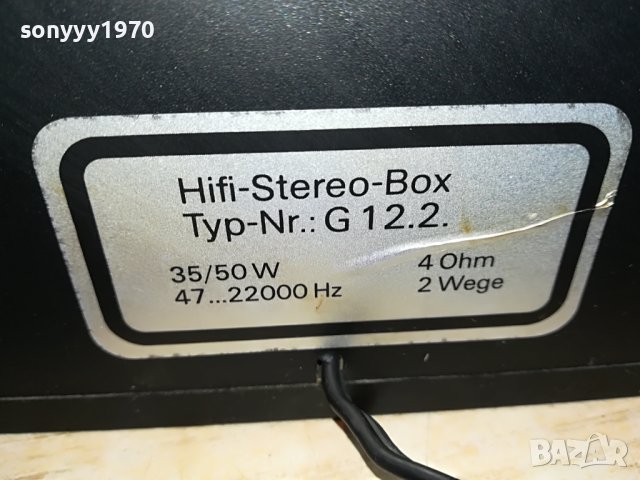 sonyyy1970
Hifi-Stereo-Box
Typ-Nr.: G 12.2.
35/50 W 4 Ohm
47...22000 Hz 2 Wege
BAZAR